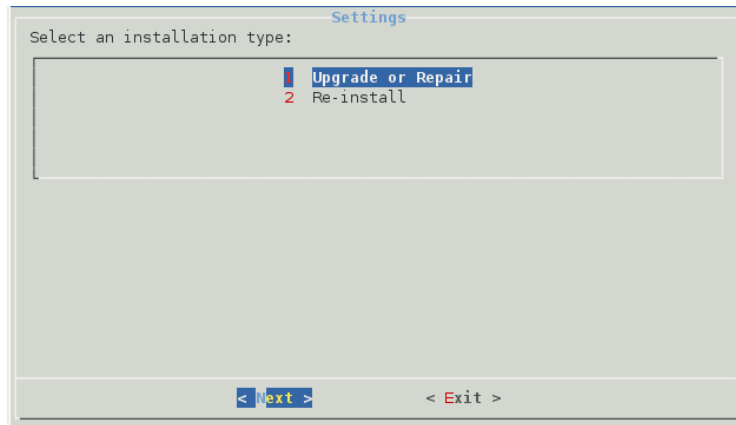 Settings
Select an installation type:
1 Upgrade or Repair
2 Re-install
< Next > < Exit >